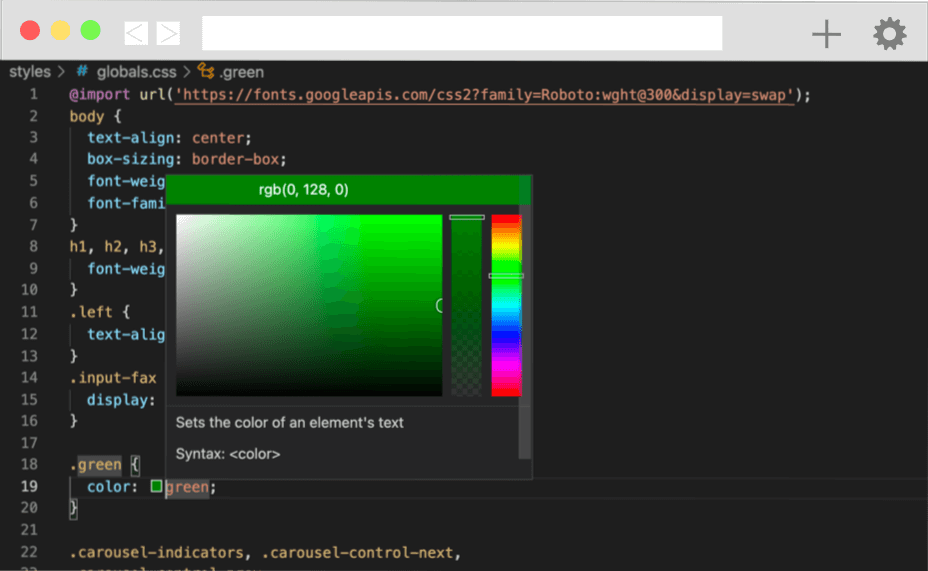 styles > # globals.css > .green
1 @import url('https://fonts.googleapis.com/css2?family=Roboto:wght@300&display=swap');
2 body {
3 text-align: center;
4 box-sizing: border-box;
5 font-weig
6 font-fami
7 }
8 h1, h2, h3,
9 font-weig
10 }
11 .left {
12 text-alig
13 }
14 .input-fax
15 display:
16 }
17
18 .green {
19 color: green;
20 }
21
22 .carousel-indicators, .carousel-control-next,
rgb(0, 128, 0)
Sets the color of an element's text
Syntax: <color>